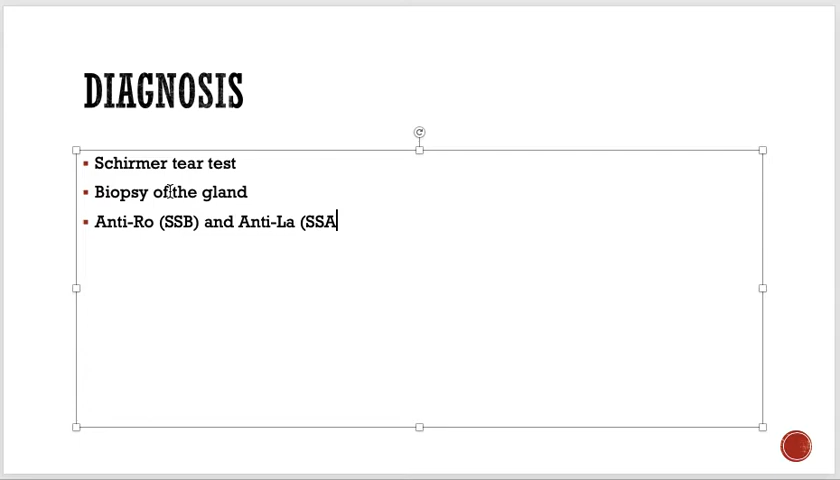 DIAGNOSIS
Schirmer tear test
Biopsy of the gland
Anti-Ro (SSB) and Anti-La (SSA